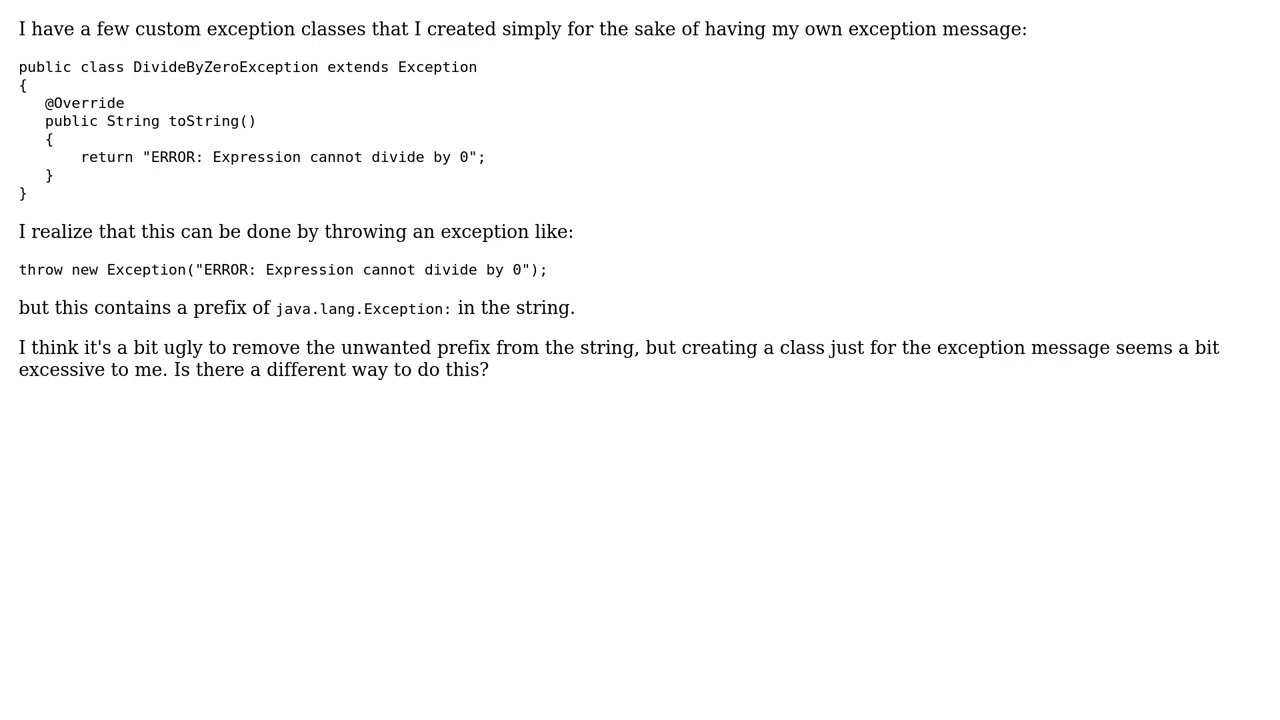 I have a few custom exception classes that I created simply for the sake of having my own exception message:
public class DivideByZeroException extends Exception
{
   @Override
   public String toString()
   {
       return "ERROR: Expression cannot divide by 0";
   }
}
I realize that this can be done by throwing an exception like:
throw new Exception("ERROR: Expression cannot divide by 0");
but this contains a prefix of java.lang.Exception: in the string.
I think it's a bit ugly to remove the unwanted prefix from the string, but creating a class just for the exception message seems a bit
excessive to me. Is there a different way to do this?